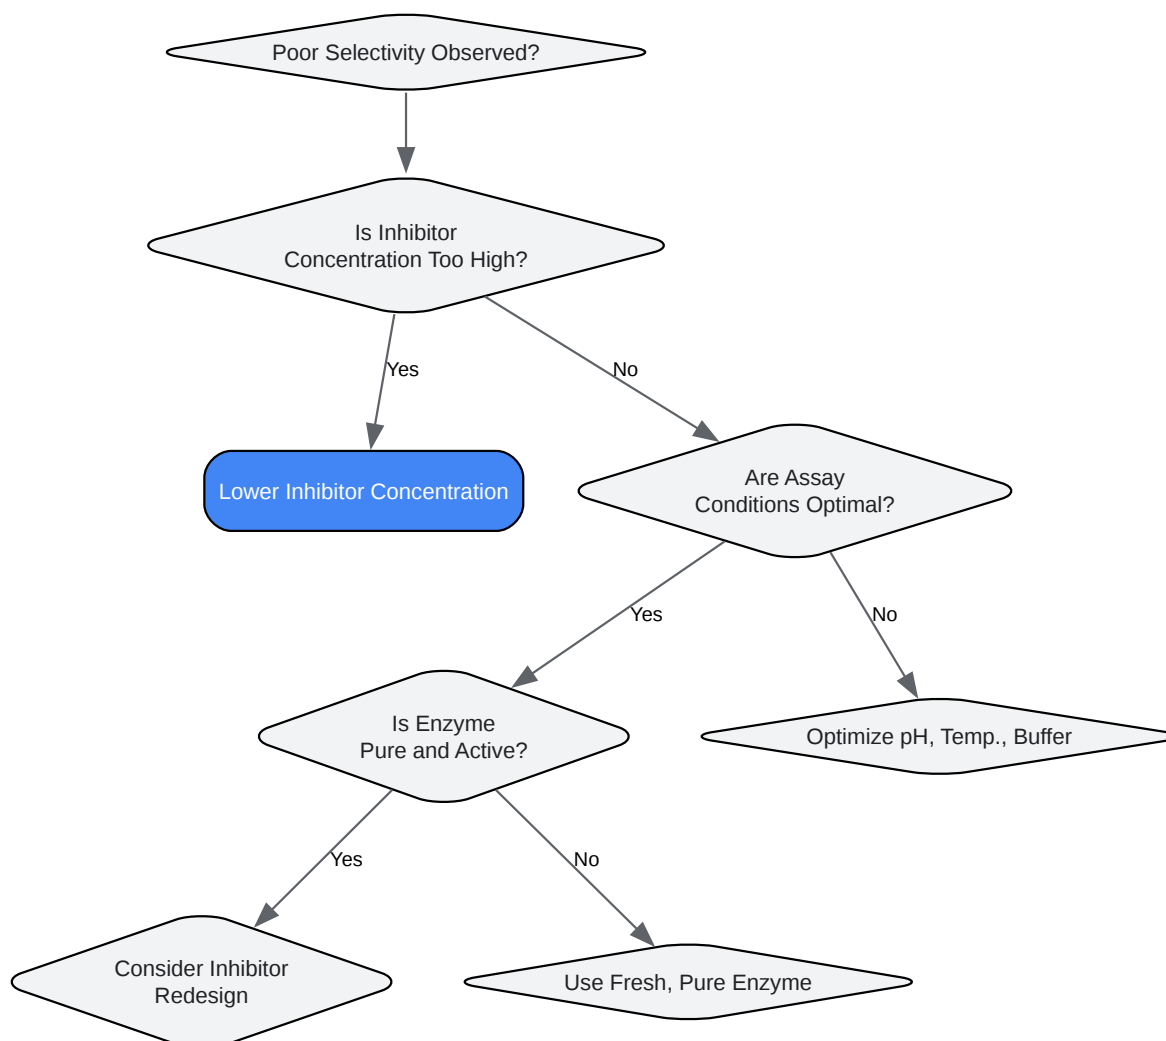 Poor Selectivity Observed?
Is Inhibitor
Concentration Too High?
Yes
No
Lower Inhibitor Concentration
Are Assay
Conditions Optimal?
Yes
No
Is Enzyme
Pure and Active?
Optimize pH, Temp., Buffer
Yes
No
Consider Inhibitor
Redesign
Use Fresh, Pure Enzyme